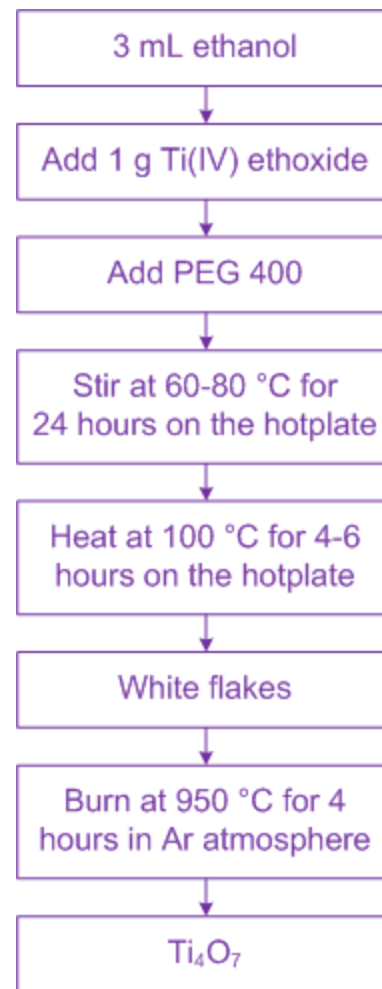 3 mL ethanol
Add 1 g Ti(IV) ethoxide
Add PEG 400
Stir at 60-80 °C for
24 hours on the hotplate
Heat at 100 °C for 4-6
hours on the hotplate
White flakes
Burn at 950 °C for 4
hours in Ar atmosphere
Ti₄O₇